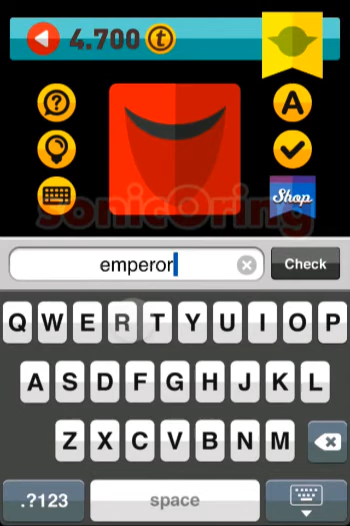 4.700 t
?
A
Shop
sonicOring
emperor
Check
Q W E R T Y U I O P
A S D F G H J K L
Z X C V B N M
.?123
space